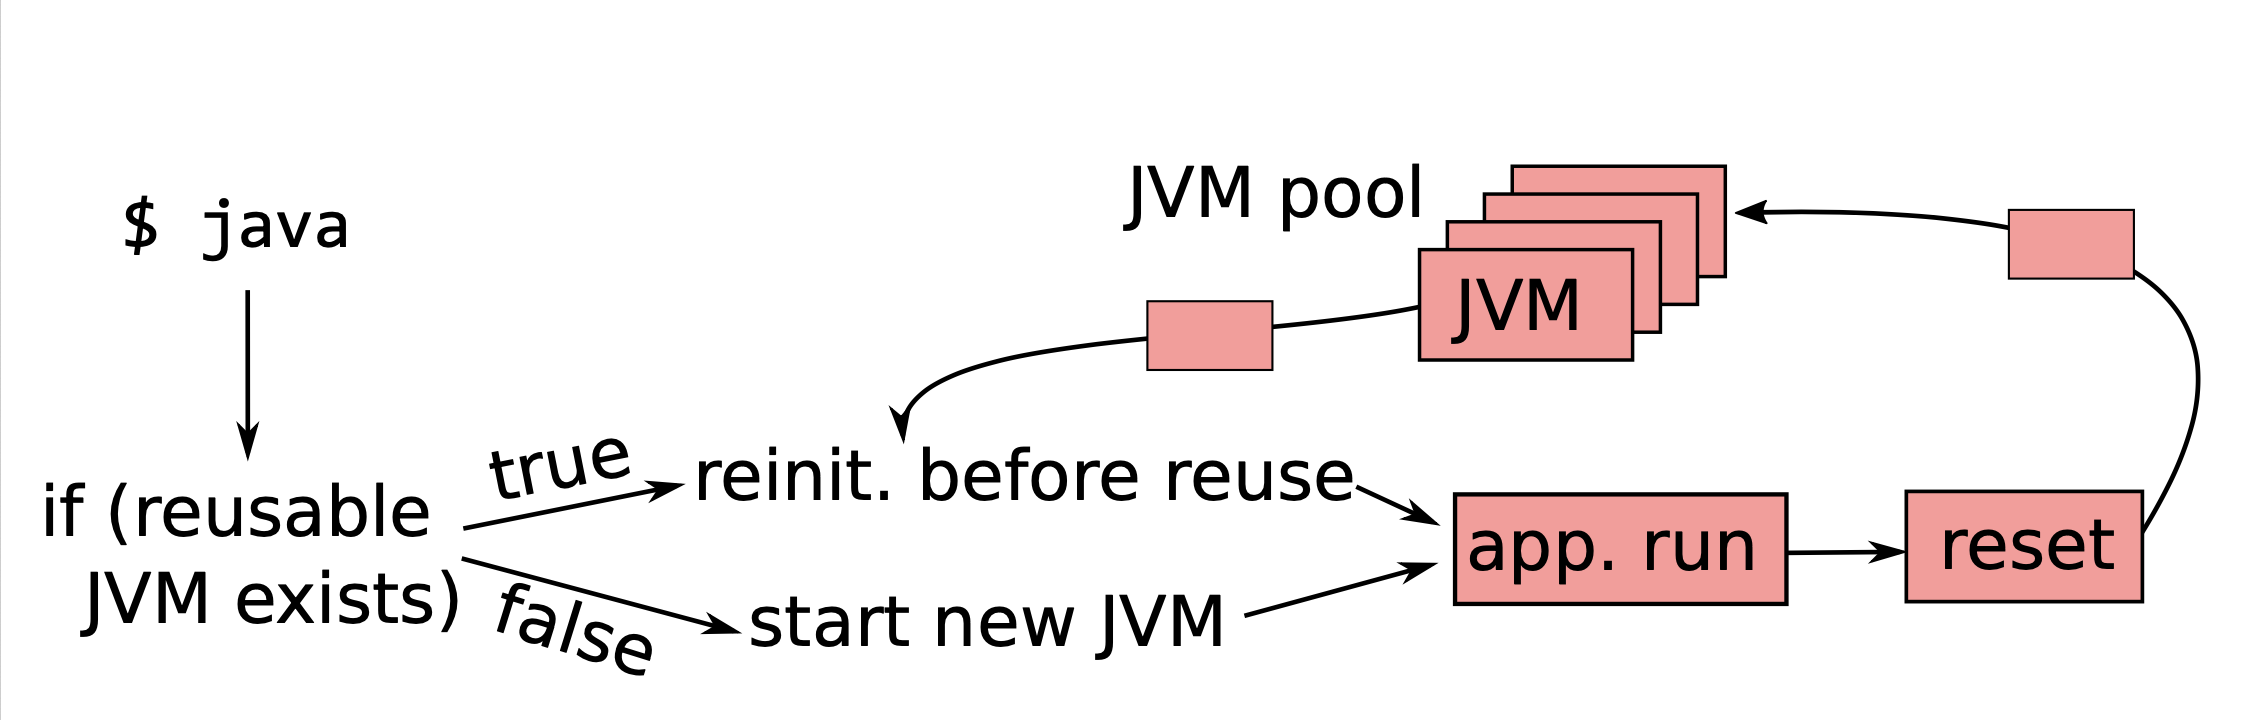 JVM pool
$ java
JVM
true
reinit. before reuse
if (reusable
JVM exists)
app. run
reset
false
start new JVM